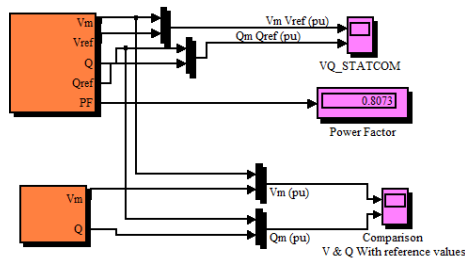 Vm
Vref
Q
Qref
PF
Vm Vref (pu)
Qm Qref (pu)
VQ_STATCOM
0.8073
Power Factor
Vm
Q
Vm (pu)
Qm (pu)
Comparison
V & Q With reference values